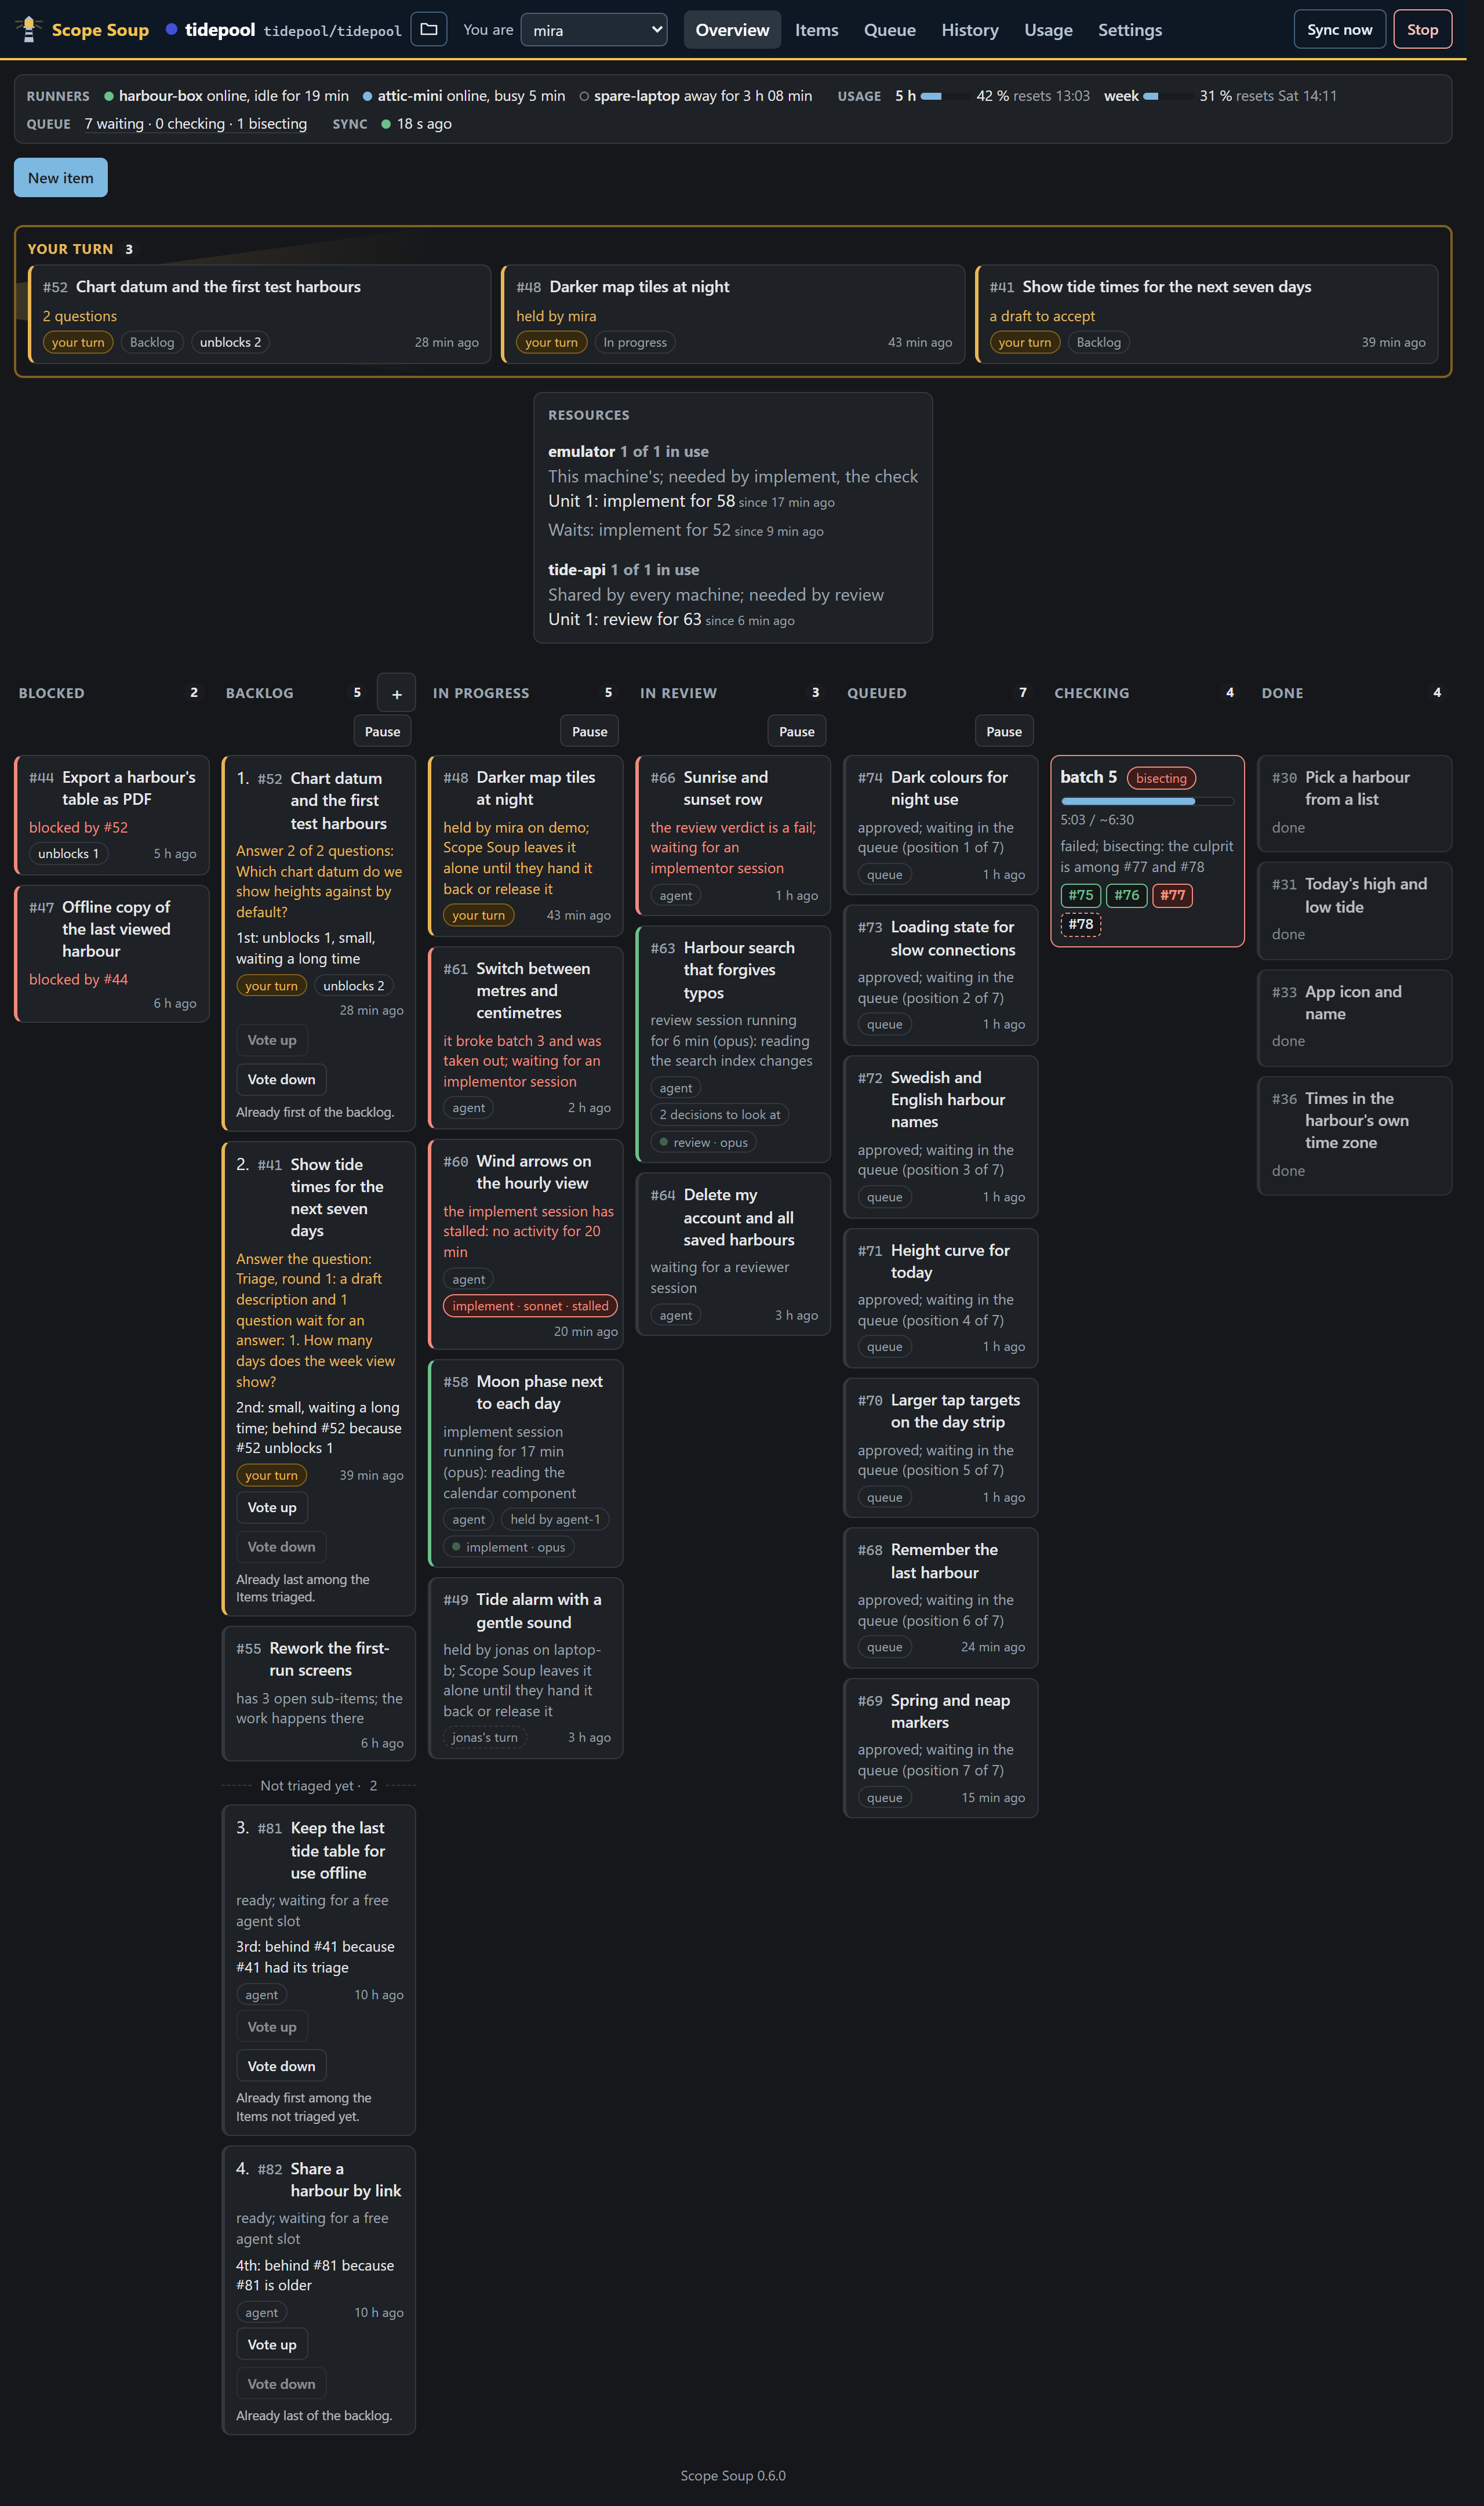 Scope Soup tidepool tidepool/tidepool You are mira Overview Items Queue History Usage Settings Sync now Stop
RUNNERS harbour-box online, idle for 19 min attic-mini online, busy 5 min spare-laptop away for 3 h 08 min USAGE 5 h 42 % resets 13:03 week 31 % resets Sat 14:11
QUEUE 7 waiting · 0 checking · 1 bisecting SYNC 18 s ago
New item
YOUR TURN 3
#52 Chart datum and the first test harbours
2 questions
your turn Backlog unblocks 2 28 min ago
#48 Darker map tiles at night
held by mira
your turn In progress 43 min ago
#41 Show tide times for the next seven days
a draft to accept
your turn Backlog 39 min ago
RESOURCES
emulator 1 of 1 in use
This machine's; needed by implement, the check
Unit 1: implement for 58 since 17 min ago
Waits: implement for 52 since 9 min ago
tide-api 1 of 1 in use
Shared by every machine; needed by review
Unit 1: review for 63 since 6 min ago
BLOCKED 2
#44 Export a harbour's
table as PDF
blocked by #52
unblocks 1 5 h ago
#47 Offline copy of
the last viewed
harbour
blocked by #44
6 h ago
BACKLOG 5 +
Pause
1. #52 Chart datum
and the first
test harbours
Answer 2 of 2 questions:
Which chart datum do we
show heights against by
default?
1st: unblocks 1, small,
waiting a long time
your turn unblocks 2
28 min ago
Vote up
Vote down
Already first of the backlog.
2. #41 Show tide
times for the
next seven
days
Answer the question:
Triage, round 1: a draft
description and 1
question wait for an
answer: 1. How many
days does the week view
show?
2nd: small, waiting a long
time; behind #52 because
#52 unblocks 1
your turn 39 min ago
Vote up
Vote down
Already last among the
Items triaged.
#55 Rework the first-
run screens
has 3 open sub-items; the
work happens there
6 h ago
Not triaged yet · 2
3. #81 Keep the last
tide table for
use offline
ready; waiting for a free
agent slot
3rd: behind #41 because
#41 had its triage
agent 10 h ago
Vote up
Vote down
Already first among the
Items not triaged yet.
4. #82 Share a
harbour by link
ready; waiting for a free
agent slot
4th: behind #81 because
#81 is older
agent 10 h ago
Vote up
Vote down
Already last of the backlog.
IN PROGRESS 5
Pause
#48 Darker map tiles
at night
held by mira on demo;
Scope Soup leaves it
alone until they hand it
back or release it
your turn 43 min ago
#61 Switch between
metres and
centimetres
it broke batch 3 and was
taken out; waiting for an
implementor session
agent 2 h ago
#60 Wind arrows on
the hourly view
the implement session has
stalled: no activity for 20
min
agent
implement · sonnet · stalled
20 min ago
#58 Moon phase next
to each day
implement session
running for 17 min
(opus): reading the
calendar component
agent held by agent-1
implement · opus
#49 Tide alarm with a
gentle sound
held by jonas on laptop-
b; Scope Soup leaves it
alone until they hand it
back or release it
jonas's turn 3 h ago
IN REVIEW 3
Pause
#66 Sunrise and
sunset row
the review verdict is a fail;
waiting for an
implementor session
agent 1 h ago
#63 Harbour search
that forgives
typos
review session running
for 6 min (opus): reading
the search index changes
agent
2 decisions to look at
review · opus
#64 Delete my
account and all
saved harbours
waiting for a reviewer
session
agent 3 h ago
QUEUED 7
Pause
#74 Dark colours for
night use
approved; waiting in the
queue (position 1 of 7)
queue 1 h ago
#73 Loading state for
slow connections
approved; waiting in the
queue (position 2 of 7)
queue 1 h ago
#72 Swedish and
English harbour
names
approved; waiting in the
queue (position 3 of 7)
queue 1 h ago
#71 Height curve for
today
approved; waiting in the
queue (position 4 of 7)
queue 1 h ago
#70 Larger tap targets
on the day strip
approved; waiting in the
queue (position 5 of 7)
queue 1 h ago
#68 Remember the
last harbour
approved; waiting in the
queue (position 6 of 7)
queue 24 min ago
#69 Spring and neap
markers
approved; waiting in the
queue (position 7 of 7)
queue 15 min ago
CHECKING 4
batch 5 bisecting
5:03 / ~6:30
failed; bisecting: the culprit
is among #77 and #78
#75 #76 #77
#78
DONE 4
#30 Pick a harbour
from a list
done
#31 Today's high and
low tide
done
#33 App icon and
name
done
#36 Times in the
harbour's own
time zone
done
Scope Soup 0.6.0